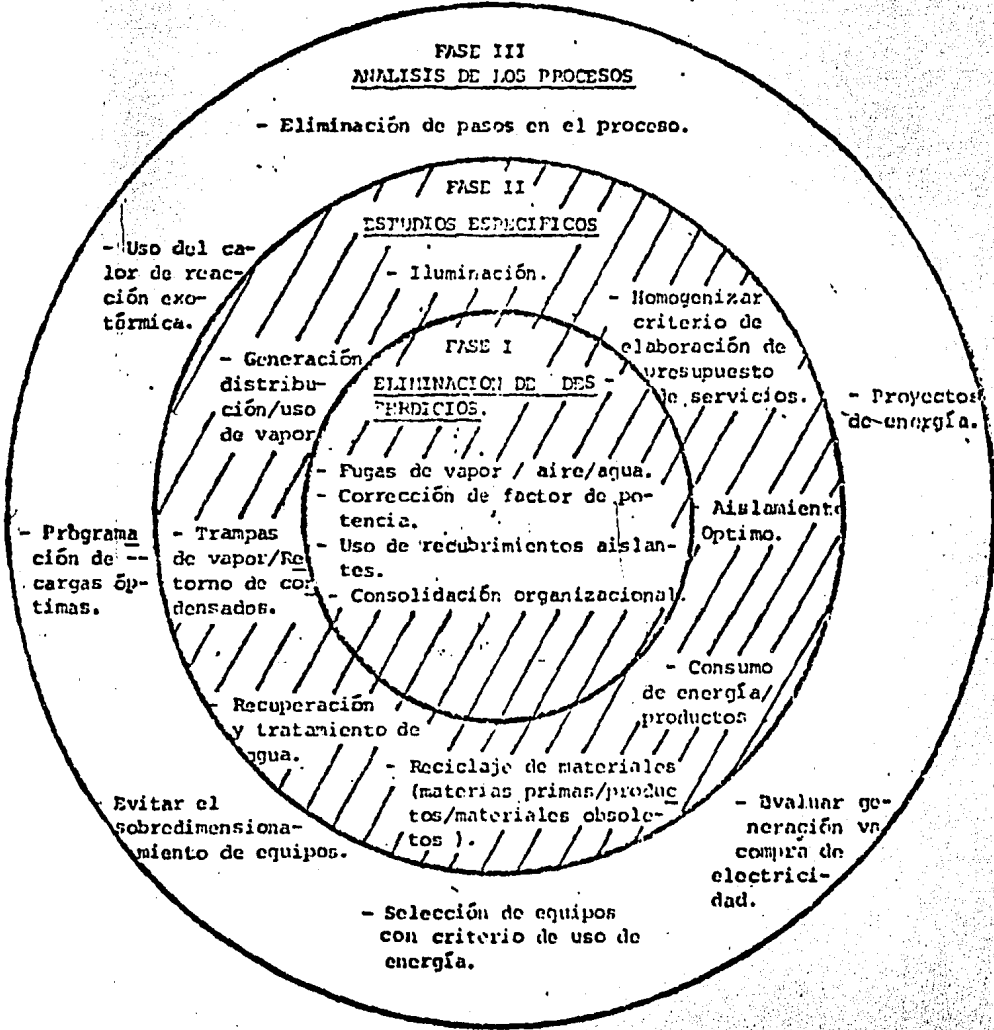 FASE III
ANALISIS DE LOS PROCESOS
- Eliminación de pasos en el proceso.
FASE II
ESTUDIOS ESPECIFICOS
- Iluminación.
- Uso del ca-
lor de reac-
ción exo-
térmica.
- Homogenizar
criterio de
elaboración de
presupuesto
de servicios.
- Generación
distribu-
ción/uso
de vapor
FASE I
ELIMINACION DE DES -
PERDICIOS.
- Proyectos
de energía.
- Fugas de vapor / aire/agua.
- Corrección de factor de po-
tencia.
- Uso de recubrimientos aislan-
tes.
- Consolidación organizacional.
- Aislamiento
Optimo.
- Programa
ción de --
cargas óp-
timas.
- Trampas
de vapor/Re
torno de con
densados.
- Consumo
de energía/
productos
- Recuperación
y tratamiento de
agua.
- Reciclaje de materiales
(materias primas/produc
tos/materiales obsole-
tos ).
- Evitar el
sobredimensiona-
miento de equipos.
- Evaluar ge-
neración vs
compra de
electrici-
dad.
- Selección de equipos
con criterio de uso de
energía.